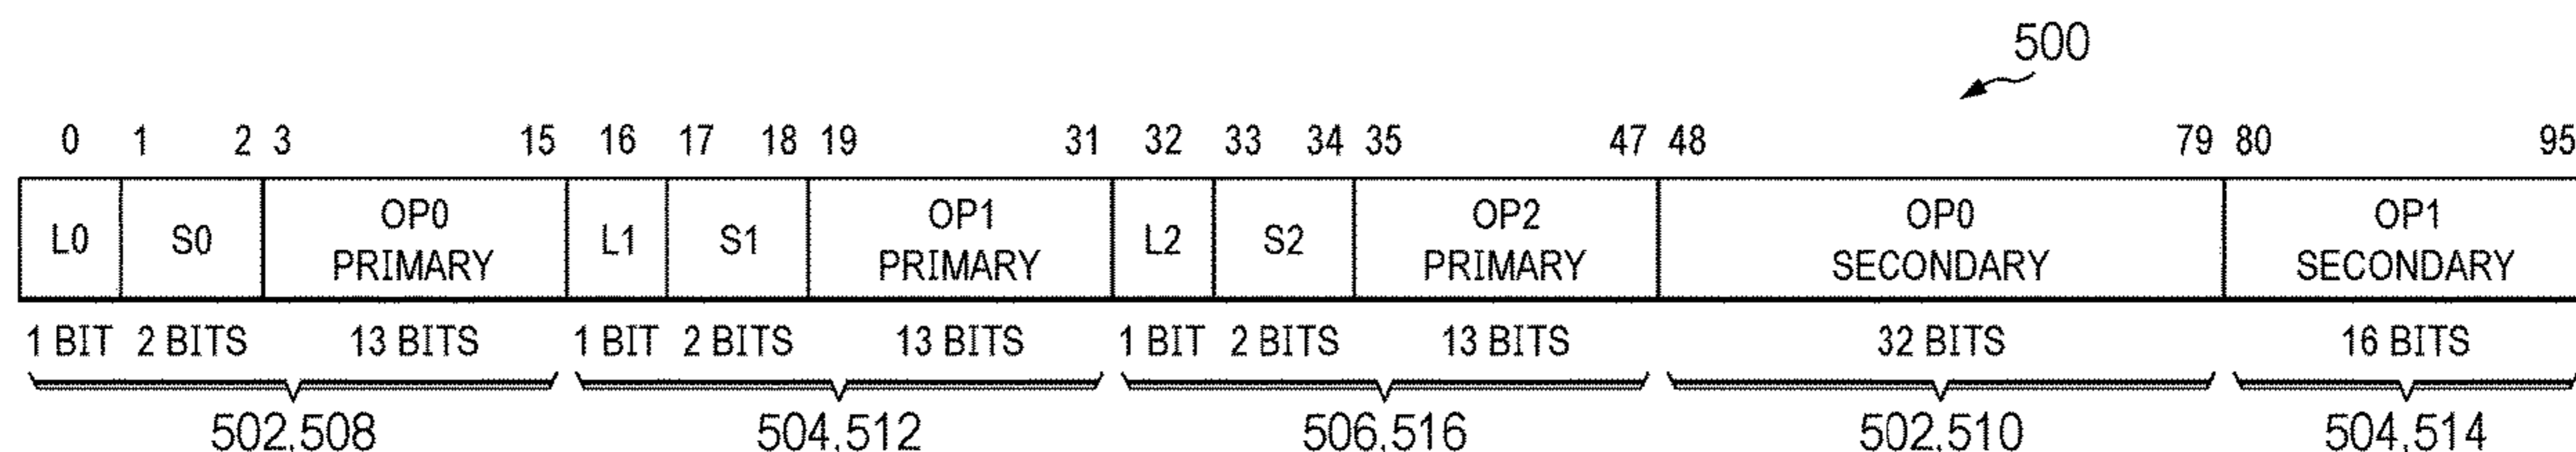 500
0 1 2 3 15 16 17 18 19 31 32 33 34 35 47 48 79 80 95
L0 S0 OP0 PRIMARY L1 S1 OP1 PRIMARY L2 S2 OP2 PRIMARY OP0 SECONDARY OP1 SECONDARY
1 BIT 2 BITS 13 BITS 1 BIT 2 BITS 13 BITS 1 BIT 2 BITS 13 BITS 32 BITS 16 BITS
502,508 504,512 506,516 502,510 504,514